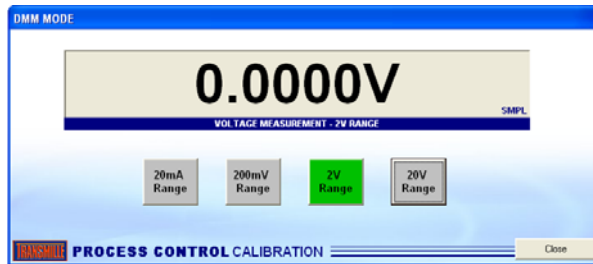 DMM MODE
0.0000V
SMPL
VOLTAGE MEASUREMENT - 2V RANGE
20mA
Range
200mV
Range
2V
Range
20V
Range
TRANSMILLE PROCESS CONTROL CALIBRATION
Close